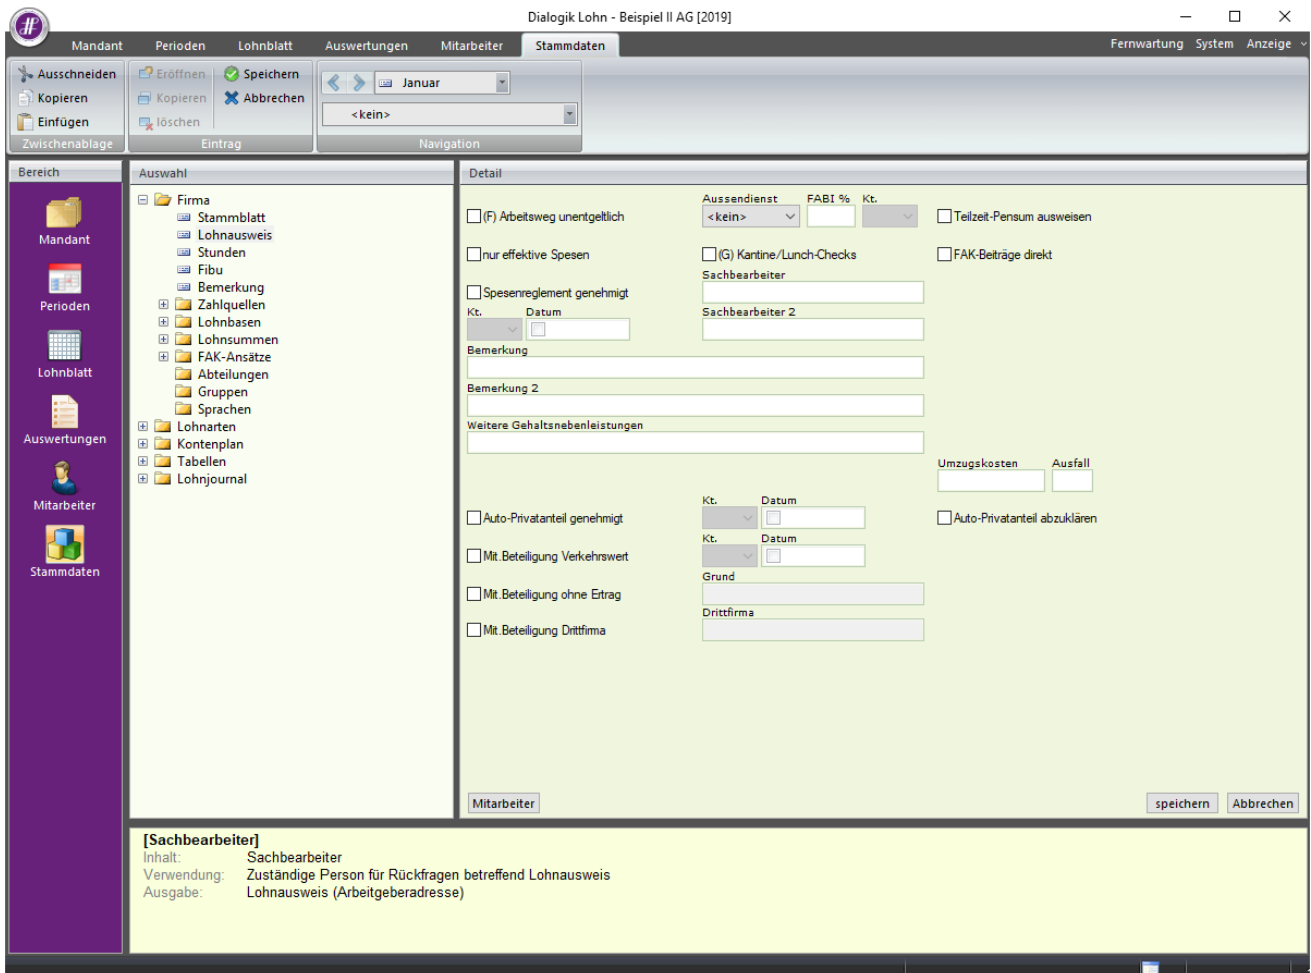 Dialogik Lohn - Beispiel II AG [2019]
Mandant Perioden Lohnblatt Auswertungen Mitarbeiter Stammdaten Fernwartung System Anzeige
Ausschneiden Eröffnen Speichern Januar
Kopieren Kopieren Abbrechen
Einfügen löschen <kein>
Zwischenablage Eintrag Navigation
Bereich
Mandant
Perioden
Lohnblatt
Auswertungen
Mitarbeiter
Stammdaten
Auswahl
Firma
Stammblatt
Lohnausweis
Stunden
Fibu
Bemerkung
Zahlquellen
Lohnbasen
Lohnsummen
FAK-Ansätze
Abteilungen
Gruppen
Sprachen
Lohnarten
Kontenplan
Tabellen
Lohnjournal
Detail
Aussendienst FABI % Kt.
(F) Arbeitsweg unentgeltlich <kein> Teilzeit-Pensum ausweisen
nur effektive Spesen (G) Kantine/Lunch-Checks FAK-Beiträge direkt
Sachbearbeiter
Spesenreglement genehmigt
Kt. Datum Sachbearbeiter 2
Bemerkung
Bemerkung 2
Weitere Gehaltsnebenleistungen
Umzugskosten Ausfall
Kt. Datum
Auto-Privatanteil genehmigt Auto-Privatanteil abzuklären
Kt. Datum
Mit.Beteiligung Verkehrswert
Grund
Mit.Beteiligung ohne Ertrag
Drittfirma
Mit.Beteiligung Drittfirma
Mitarbeiter speichern Abbrechen
[Sachbearbeiter]
Inhalt: Sachbearbeiter
Verwendung: Zuständige Person für Rückfragen betreffend Lohnausweis
Ausgabe: Lohnausweis (Arbeitgeberadresse)